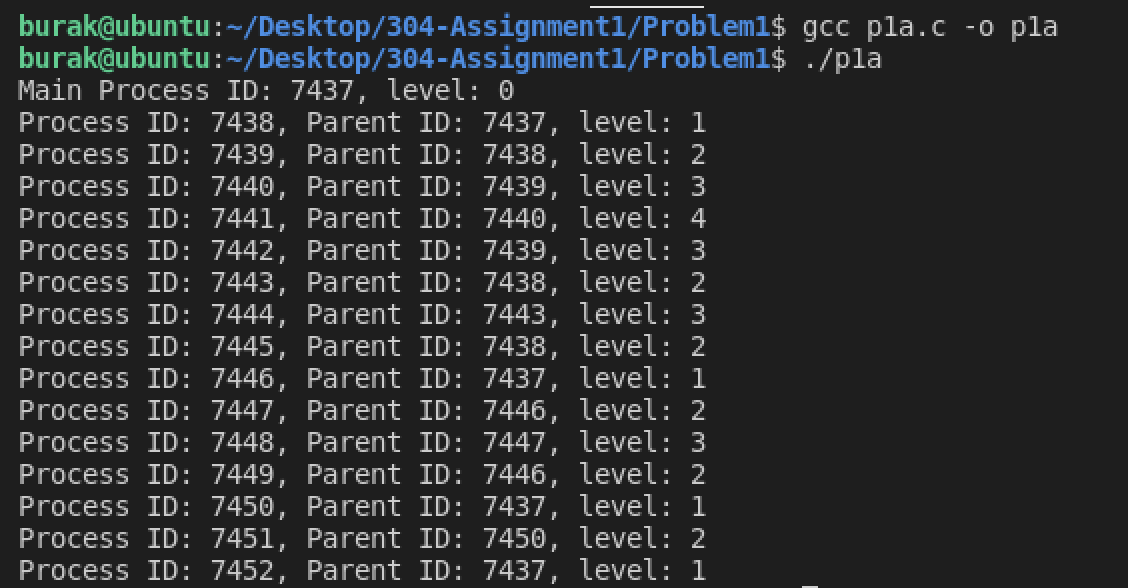 burak@ubuntu:~/Desktop/304-Assignment1/Problem1$ gcc p1a.c -o p1a
burak@ubuntu:~/Desktop/304-Assignment1/Problem1$ ./p1a
Main Process ID: 7437, level: 0
Process ID: 7438, Parent ID: 7437, level: 1
Process ID: 7439, Parent ID: 7438, level: 2
Process ID: 7440, Parent ID: 7439, level: 3
Process ID: 7441, Parent ID: 7440, level: 4
Process ID: 7442, Parent ID: 7439, level: 3
Process ID: 7443, Parent ID: 7438, level: 2
Process ID: 7444, Parent ID: 7443, level: 3
Process ID: 7445, Parent ID: 7438, level: 2
Process ID: 7446, Parent ID: 7437, level: 1
Process ID: 7447, Parent ID: 7446, level: 2
Process ID: 7448, Parent ID: 7447, level: 3
Process ID: 7449, Parent ID: 7446, level: 2
Process ID: 7450, Parent ID: 7437, level: 1
Process ID: 7451, Parent ID: 7450, level: 2
Process ID: 7452, Parent ID: 7437, level: 1